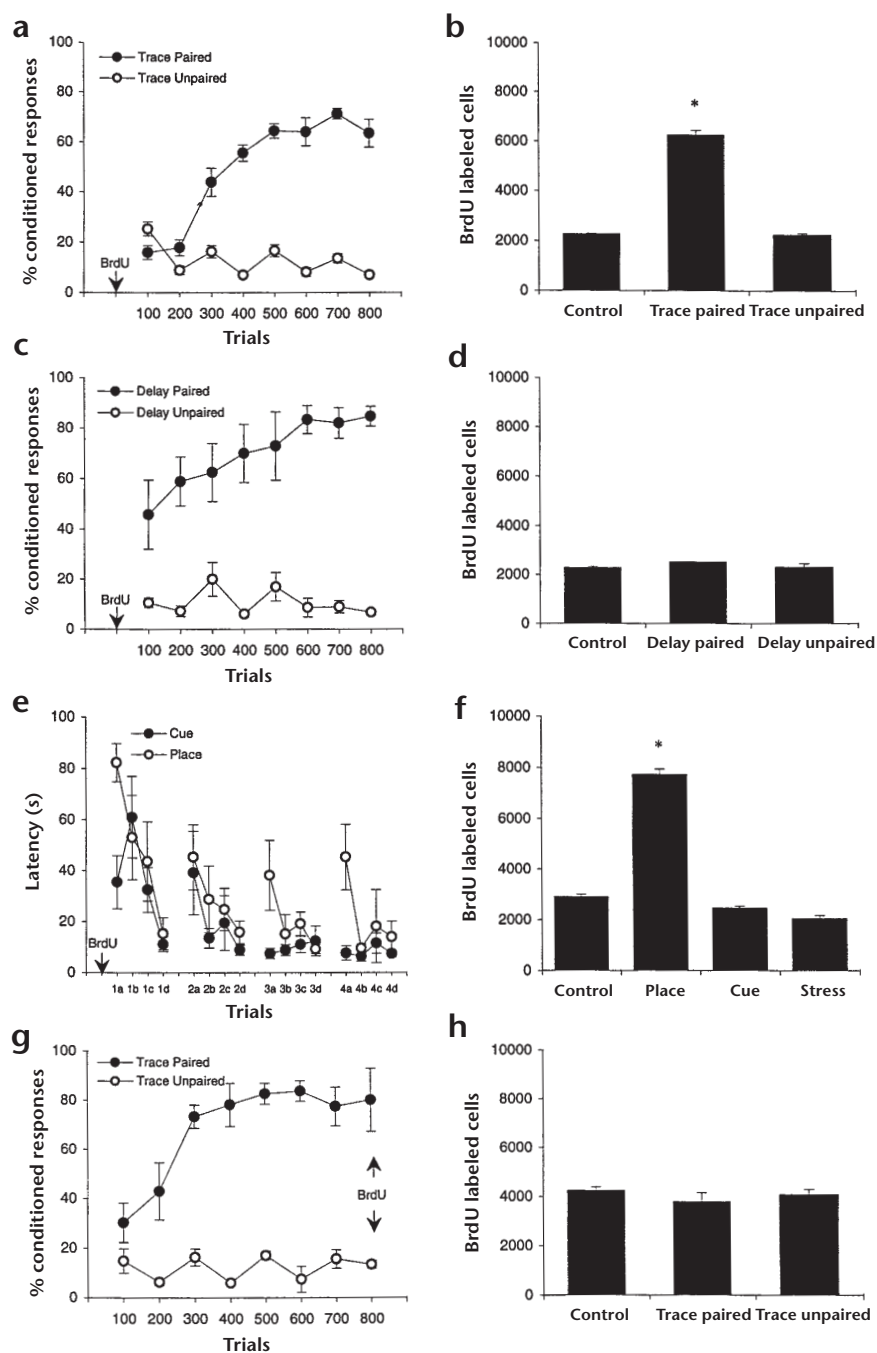 a
% conditioned responses
100
80
60
40
20
0
Trace Paired
Trace Unpaired
BrdU
100 200 300 400 500 600 700 800
Trials
b
BrdU labeled cells
10000
8000
6000
4000
2000
0
*
Control Trace paired Trace unpaired
c
% conditioned responses
100
80
60
40
20
0
Delay Paired
Delay Unpaired
BrdU
100 200 300 400 500 600 700 800
Trials
d
BrdU labeled cells
10000
8000
6000
4000
2000
0
Control Delay paired Delay unpaired
e
Latency (s)
100
80
60
40
20
0
Cue
Place
BrdU
1a 1b 1c 1d 2a 2b 2c 2d 3a 3b 3c 3d 4a 4b 4c 4d
Trials
f
BrdU labeled cells
10000
8000
6000
4000
2000
0
*
Control Place Cue Stress
g
% conditioned responses
100
80
60
40
20
0
Trace Paired
Trace Unpaired
BrdU
100 200 300 400 500 600 700 800
Trials
h
BrdU labeled cells
10000
8000
6000
4000
2000
0
Control Trace paired Trace unpaired